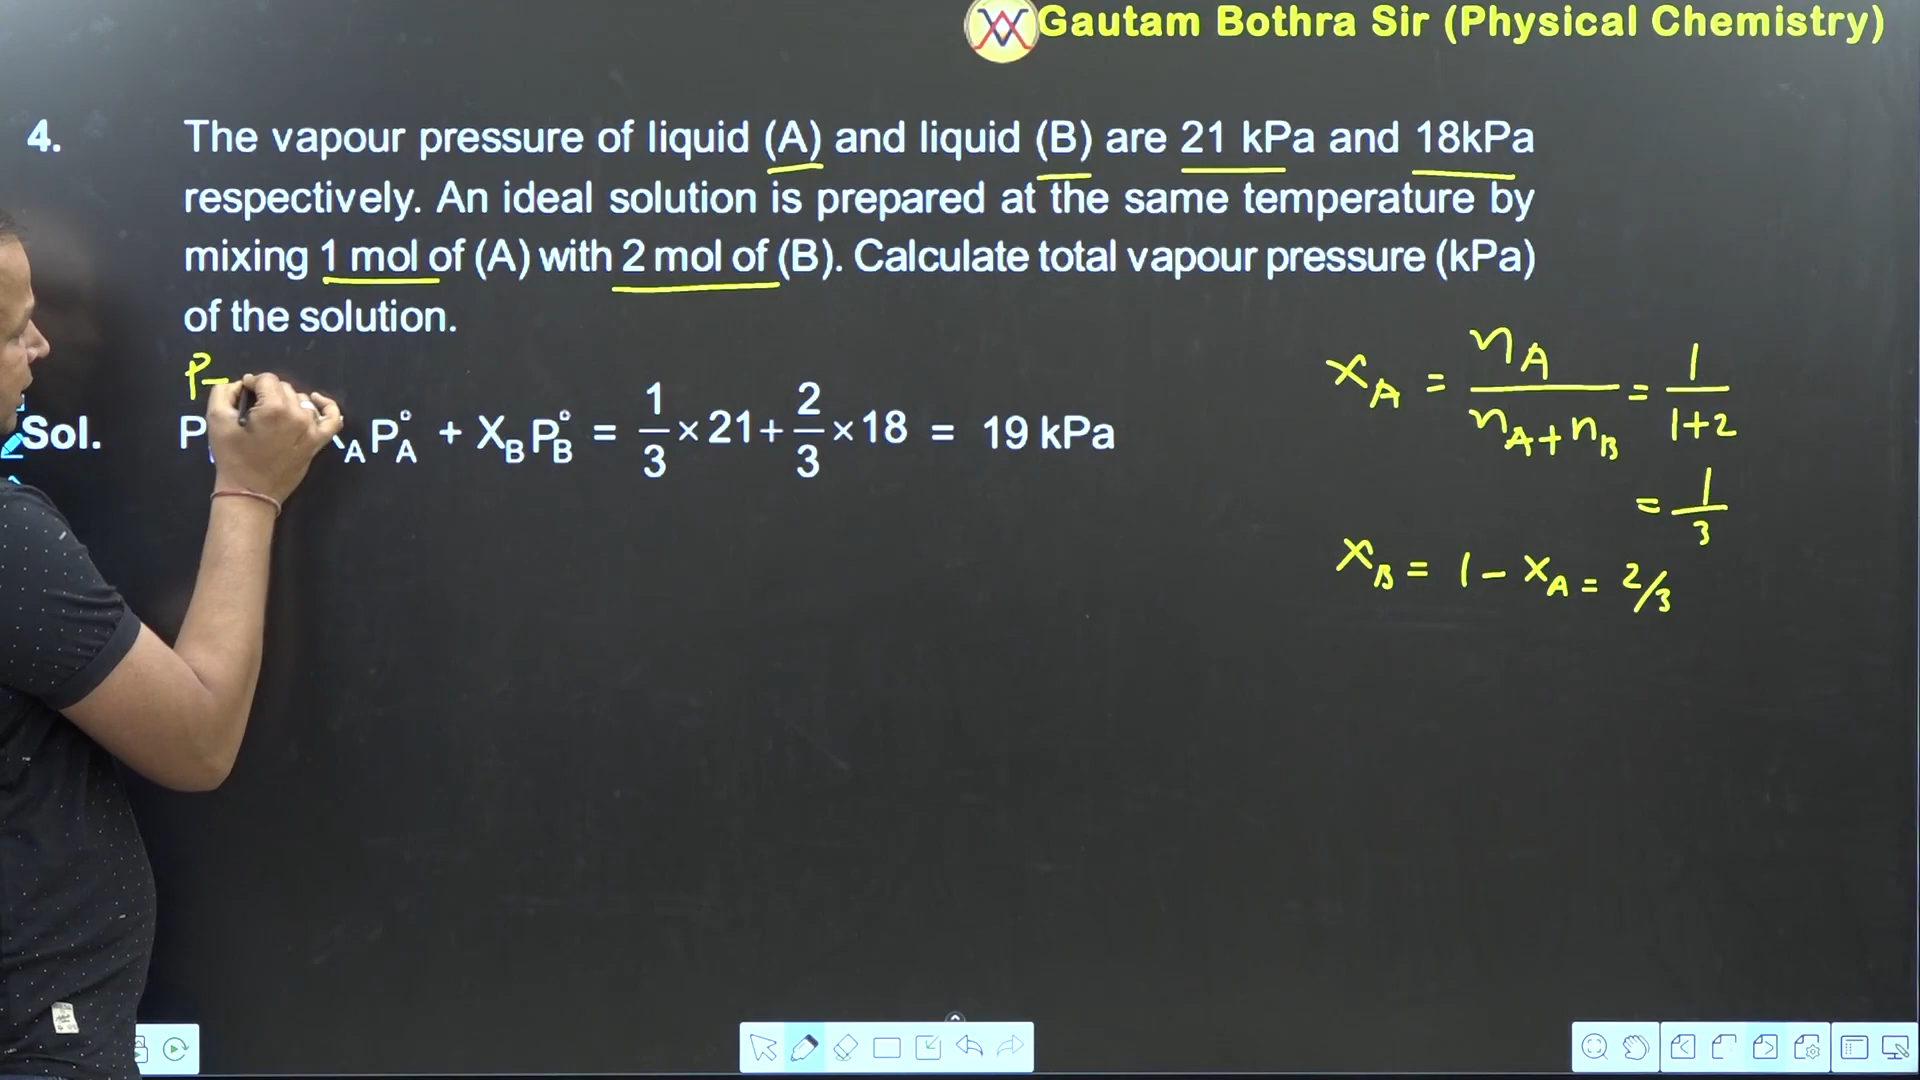 Gautam Bothra Sir (Physical Chemistry)
4. The vapour pressure of liquid (A) and liquid (B) are 21 kPa and 18kPa
respectively. An ideal solution is prepared at the same temperature by
mixing 1 mol of (A) with 2 mol of (B). Calculate total vapour pressure (kPa)
of the solution.
P
Sol. P A P°A + XB P°B = 1/3 × 21 + 2/3 × 18 = 19 kPa
xA = nA / nA + nB = 1 / 1+2
= 1/3
xB = 1 − xA = 2/3